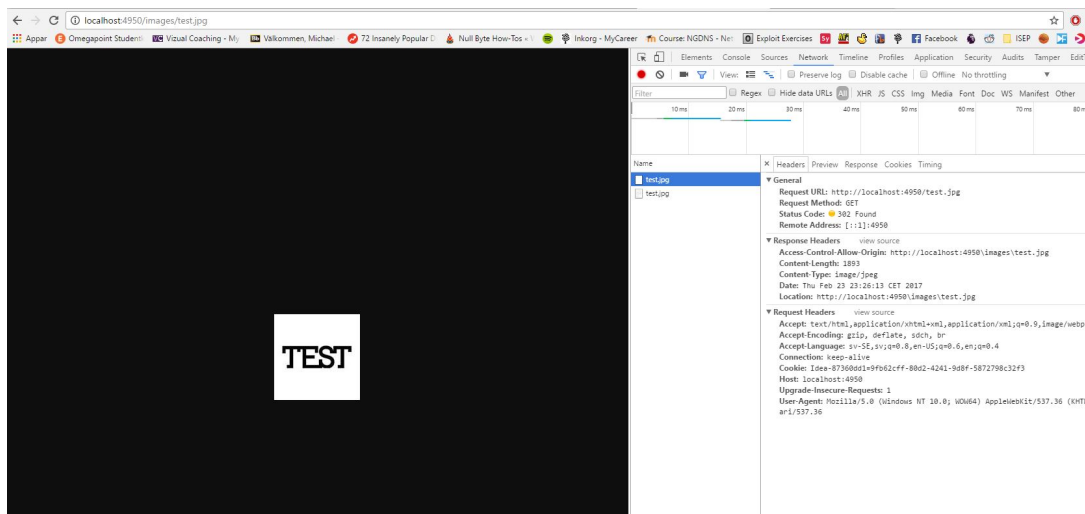 localhost:4950/images/test.jpg
Appar Omegapoint Student Vizual Coaching - My Välkommen, Michael 72 Insanely Popular D Null Byte How-Tos « Inkorg - MyCareer Course: NGDNS - Net Exploit Exercises Facebook ISEP
Elements Console Sources Network Timeline Profiles Application Security Audits Tamper Edit
View: Preserve log Disable cache Offline No throttling
Filter Regex Hide data URLs All XHR JS CSS Img Media Font Doc WS Manifest Other
10 ms 20 ms 30 ms 40 ms 50 ms 60 ms 70 ms 80 m
Name × Headers Preview Response Cookies Timing
test.jpg
test.jpg
General
Request URL: http://localhost:4950/test.jpg
Request Method: GET
Status Code: 302 Found
Remote Address: [::1]:4950
Response Headers view source
Access-Control-Allow-Origin: http://localhost:4950\images\test.jpg
Content-Length: 1893
Content-Type: image/jpeg
Date: Thu Feb 23 23:26:13 CET 2017
Location: http://localhost:4950\images\test.jpg
Request Headers view source
Accept: text/html,application/xhtml+xml,application/xml;q=0.9,image/webp
Accept-Encoding: gzip, deflate, sdch, br
Accept-Language: sv-SE,sv;q=0.8,en-US;q=0.6,en;q=0.4
Connection: keep-alive
Cookie: Idea-87360dd1=9fb62cff-80d2-4241-9d8f-5872798c32f3
Host: localhost:4950
Upgrade-Insecure-Requests: 1
User-Agent: Mozilla/5.0 (Windows NT 10.0; WOW64) AppleWebKit/537.36 (KHT
ari/537.36
TEST